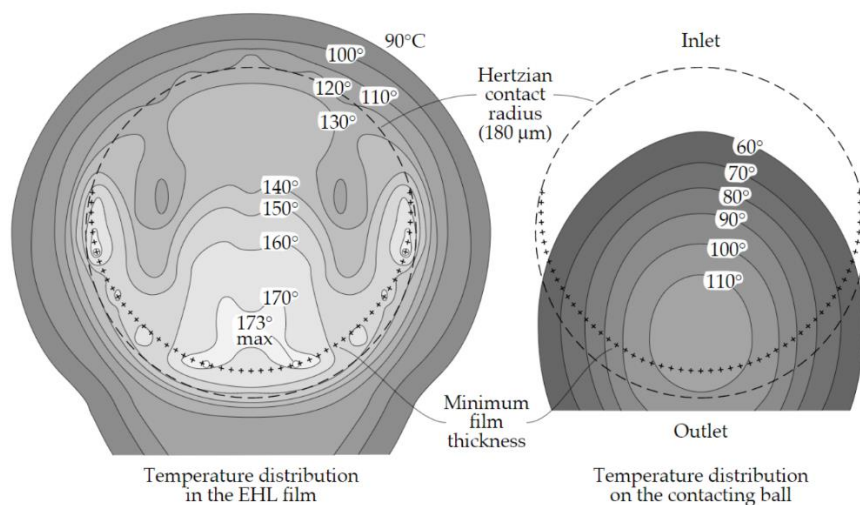 90°C
100°
110°
120°
130°
140°
150°
160°
170°
173°
max
Hertzian
contact
radius
(180 μm)
Minimum
film
thickness
Temperature distribution
in the EHL film
Inlet
60°
70°
80°
90°
100°
110°
Outlet
Temperature distribution
on the contacting ball